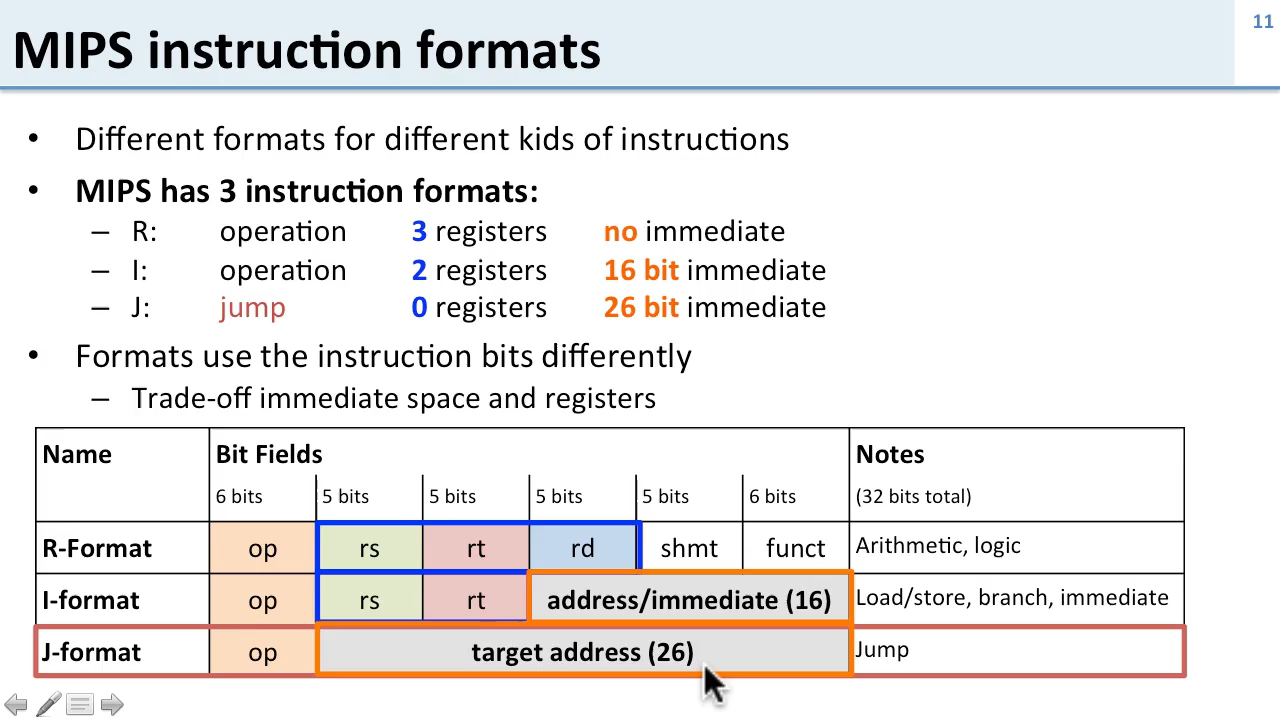 11
MIPS instruction formats
• Different formats for different kids of instructions
• MIPS has 3 instruction formats:
– R: operation 3 registers no immediate
– I: operation 2 registers 16 bit immediate
– J: jump 0 registers 26 bit immediate
• Formats use the instruction bits differently
– Trade-off immediate space and registers
Name Bit Fields Notes
6 bits 5 bits 5 bits 5 bits 5 bits 6 bits (32 bits total)
R-Format op rs rt rd shmt funct Arithmetic, logic
I-format op rs rt address/immediate (16) Load/store, branch, immediate
J-format op target address (26) Jump